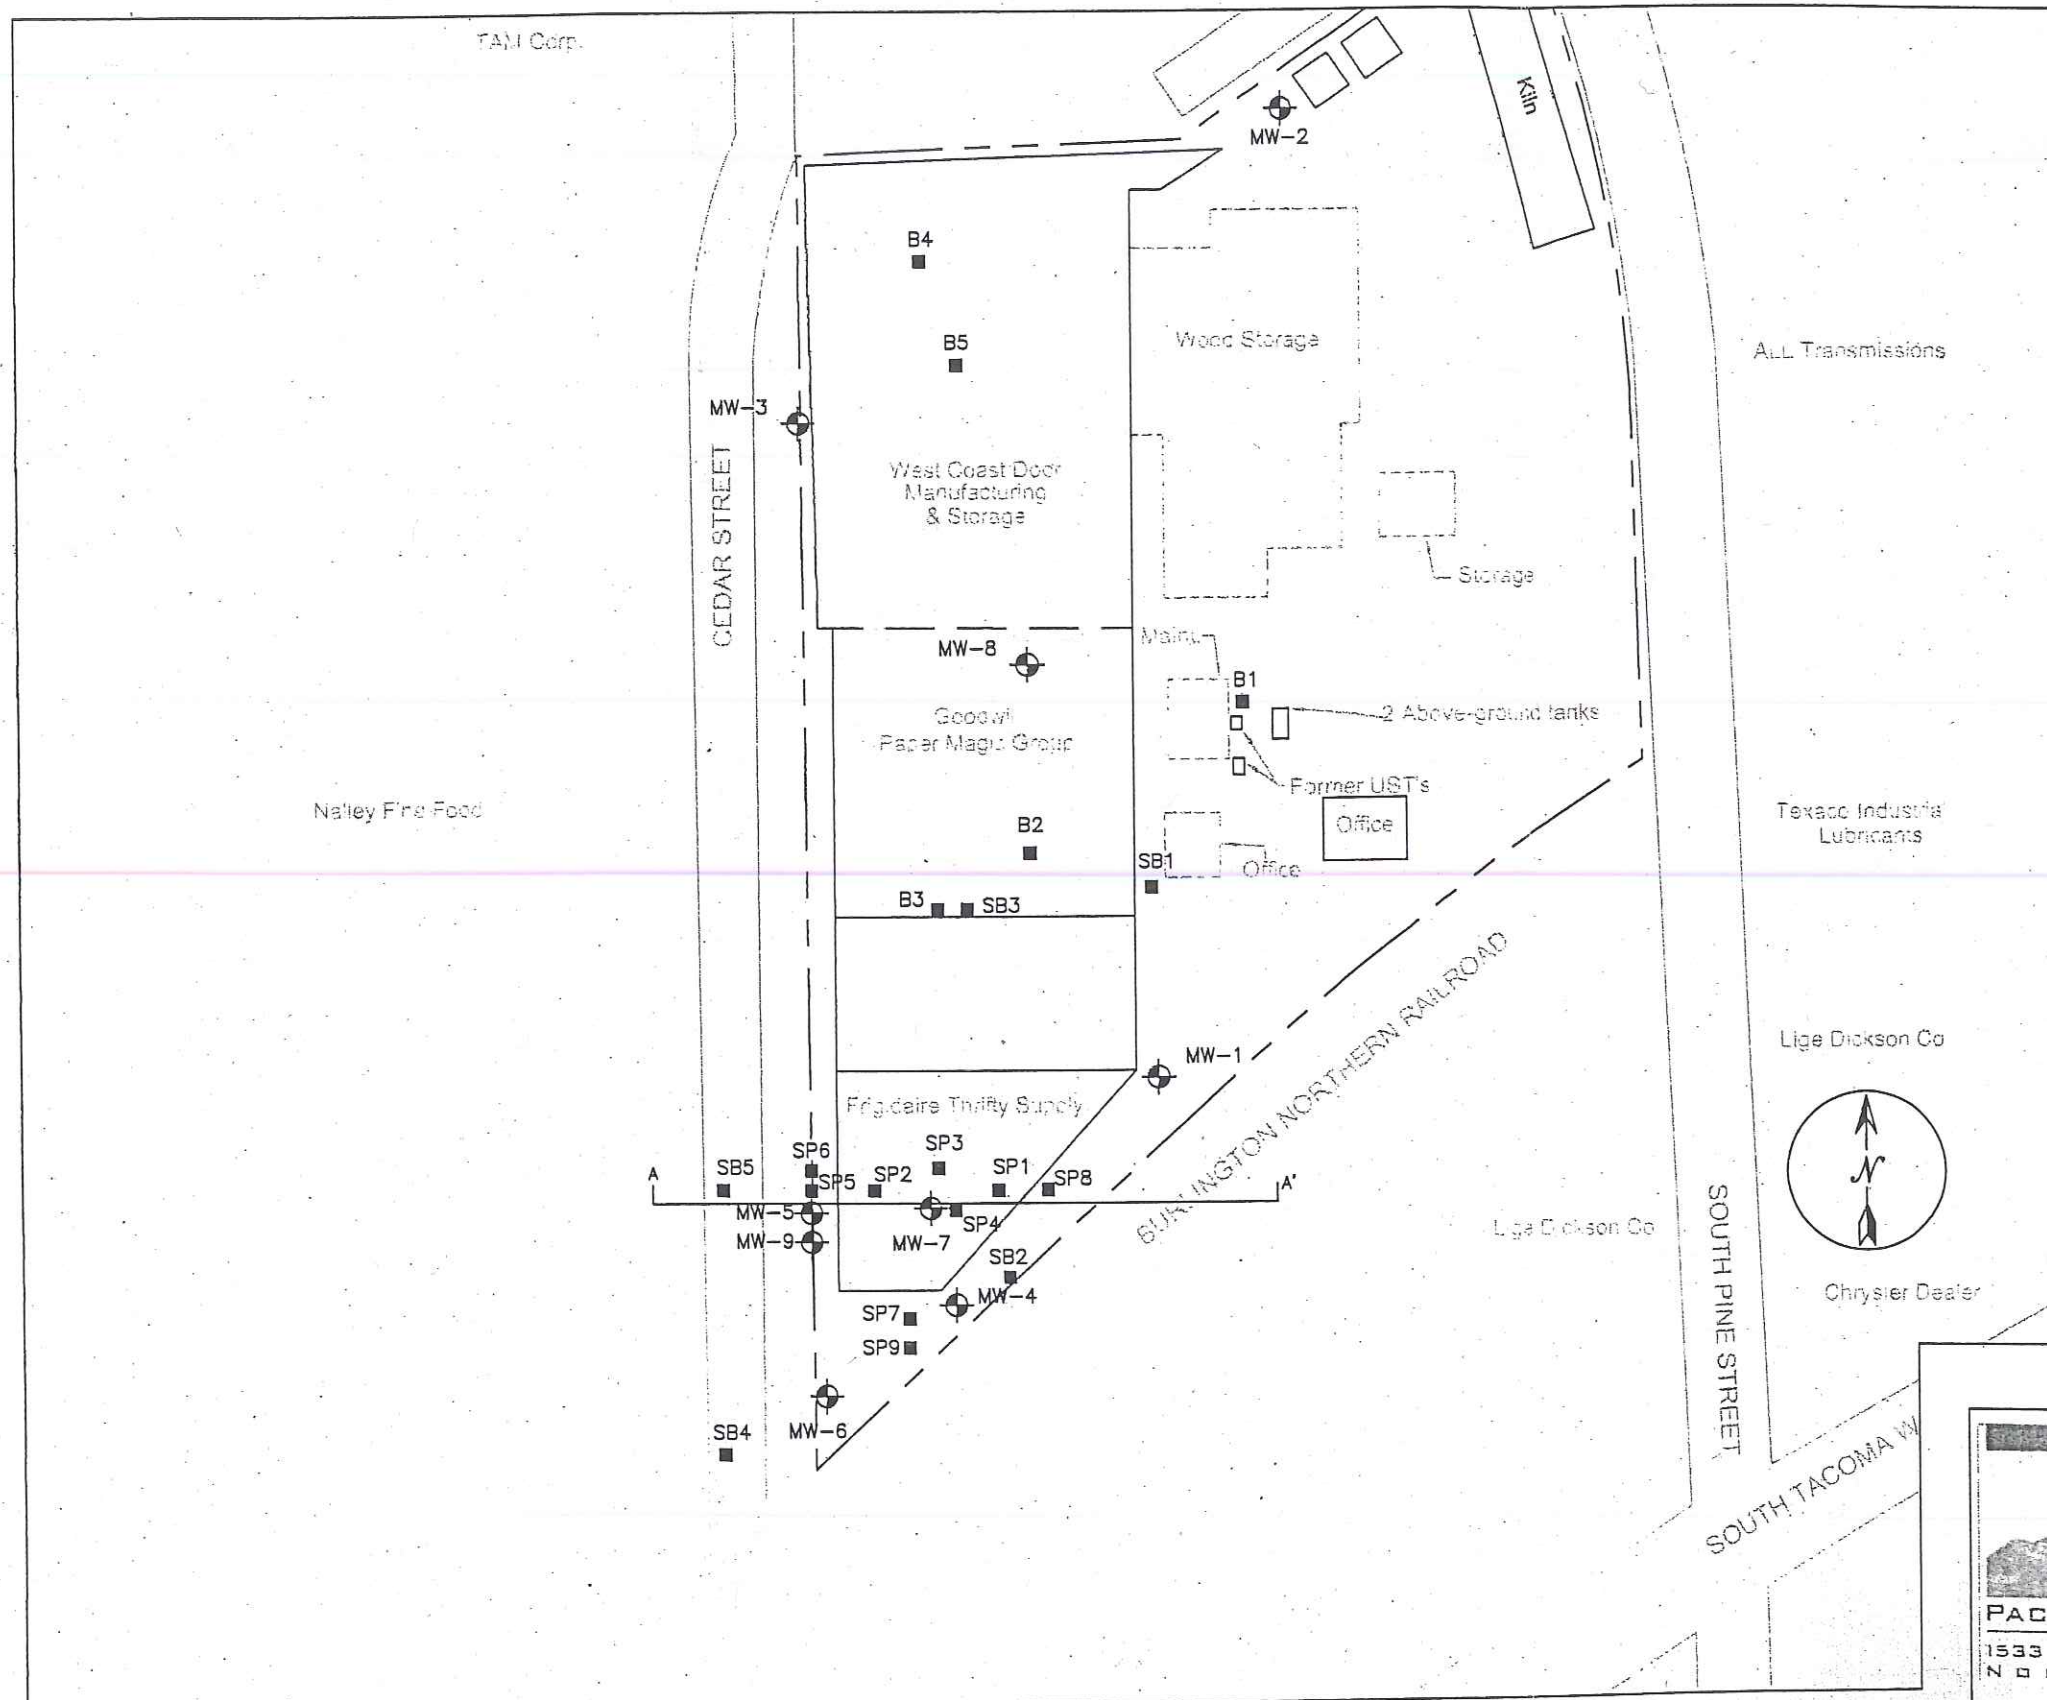 TAM Corp.
Kiln
MW-2
B4
B5
Wood Storage
ALL Transmissions
MW-3
CEDAR STREET
West Coast Door
Manufacturing
& Storage
Storage
Maint.
MW-8
B1
2 Above-ground tanks
Goodwill
Paper Magic Group
Former UST's
Nalley Fine Food
Office
Texaco Industrial
Lubricants
B2
SB1
Office
B3
SB3
BURLINGTON NORTHERN RAILROAD
Lige Dickson Co
MW-1
Frigidaire Thrifty Supply
SP6
SP3
SB5
SP5
SP2
SP1
SP8
A
A'
N
MW-5
SP4
MW-9
MW-7
Lige Dickson Co
SOUTH PINE STREET
SB2
MW-4
Chrysler Dealer
SP7
SP9
MW-6
SB4
SOUTH TACOMA W
PAC
1533
N O